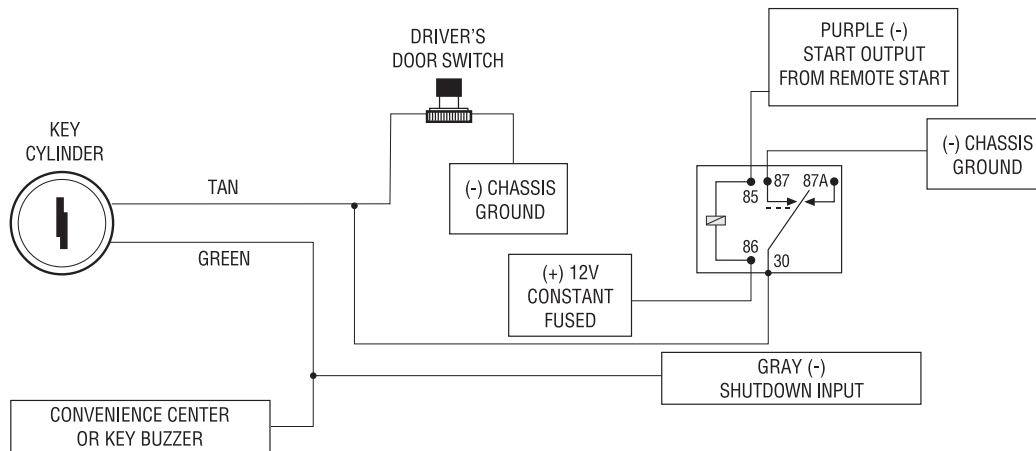 DRIVER'S
DOOR SWITCH
PURPLE (-)
START OUTPUT
FROM REMOTE START
KEY
CYLINDER
(-) CHASSIS
GROUND
TAN
(-) CHASSIS
GROUND
87 87A
85
GREEN
86
30
(+) 12V
CONSTANT
FUSED
GRAY (-)
SHUTDOWN INPUT
CONVENIENCE CENTER
OR KEY BUZZER